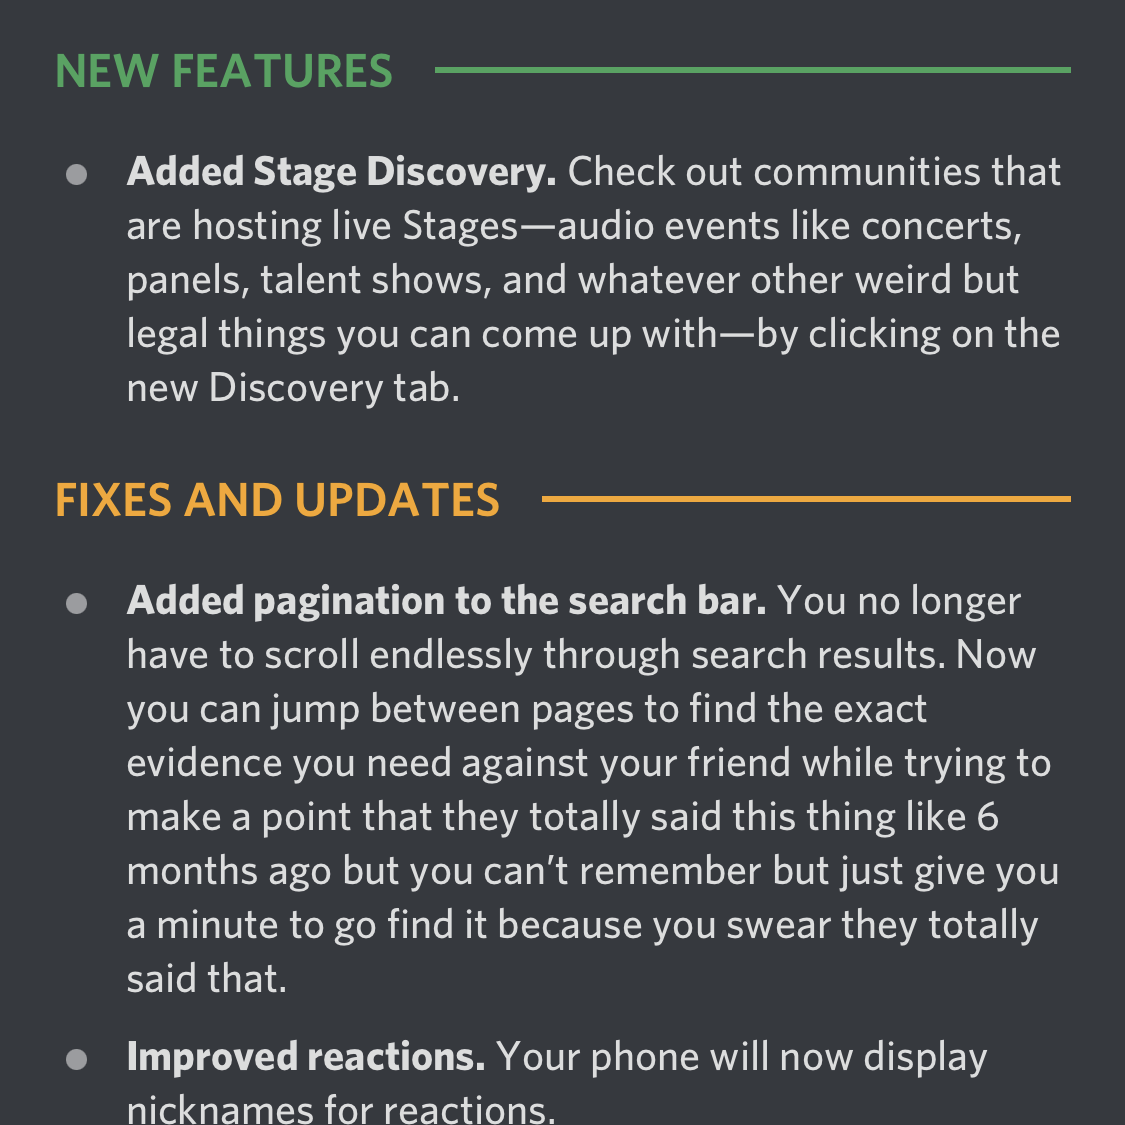 NEW FEATURES
Added Stage Discovery. Check out communities that
are hosting live Stages—audio events like concerts,
panels, talent shows, and whatever other weird but
legal things you can come up with—by clicking on the
new Discovery tab.
FIXES AND UPDATES
Added pagination to the search bar. You no longer
have to scroll endlessly through search results. Now
you can jump between pages to find the exact
evidence you need against your friend while trying to
make a point that they totally said this thing like 6
months ago but you can’t remember but just give you
a minute to go find it because you swear they totally
said that.
Improved reactions. Your phone will now display
nicknames for reactions.